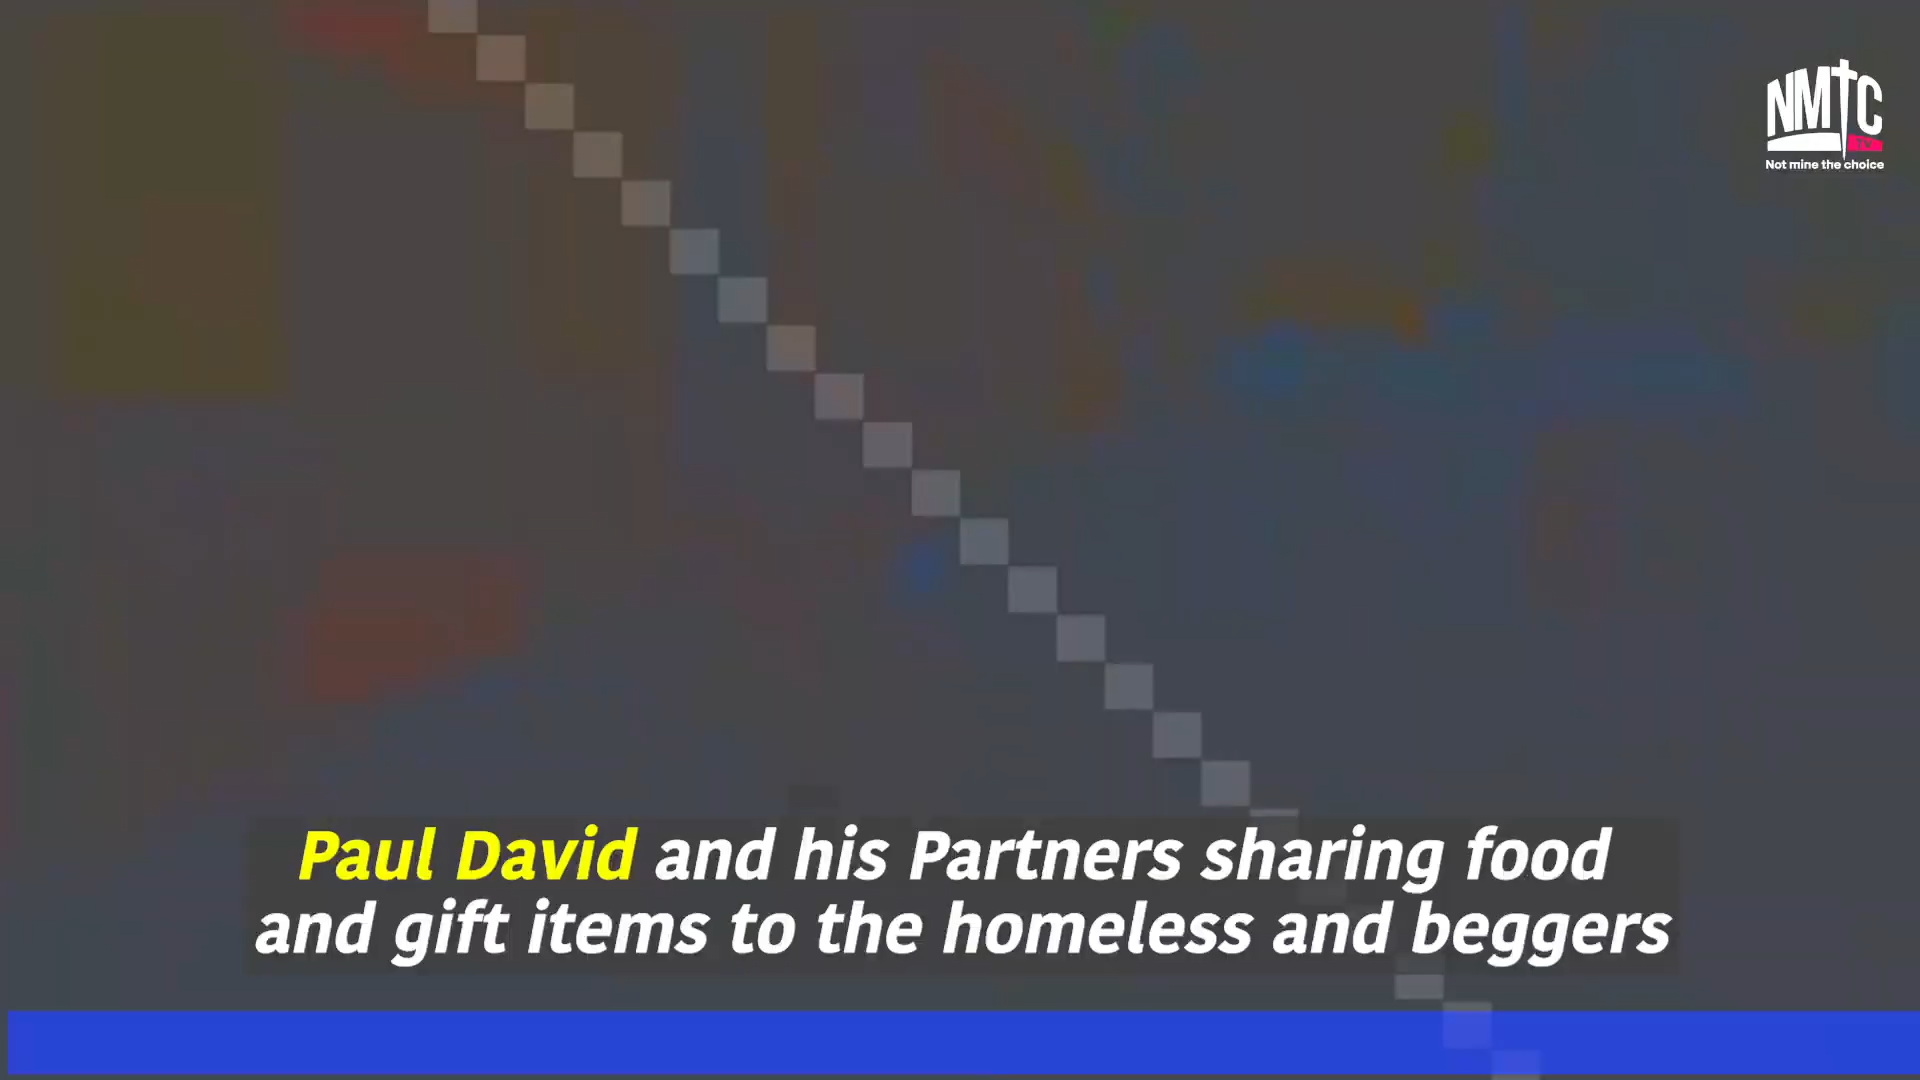 NMTC
TV
Not mine the choice
Paul David and his Partners sharing food
and gift items to the homeless and beggers